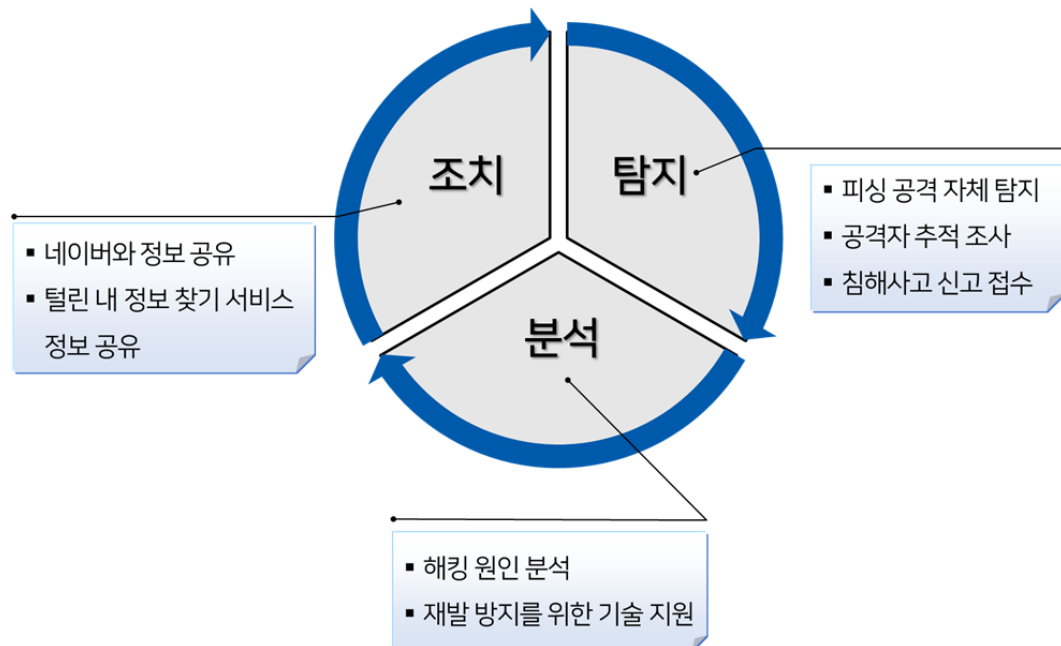 조치
탐지
분석
▪ 네이버와 정보 공유
▪ 털린 내 정보 찾기 서비스
정보 공유
▪ 피싱 공격 자체 탐지
▪ 공격자 추적 조사
▪ 침해사고 신고 접수
▪ 해킹 원인 분석
▪ 재발 방지를 위한 기술 지원